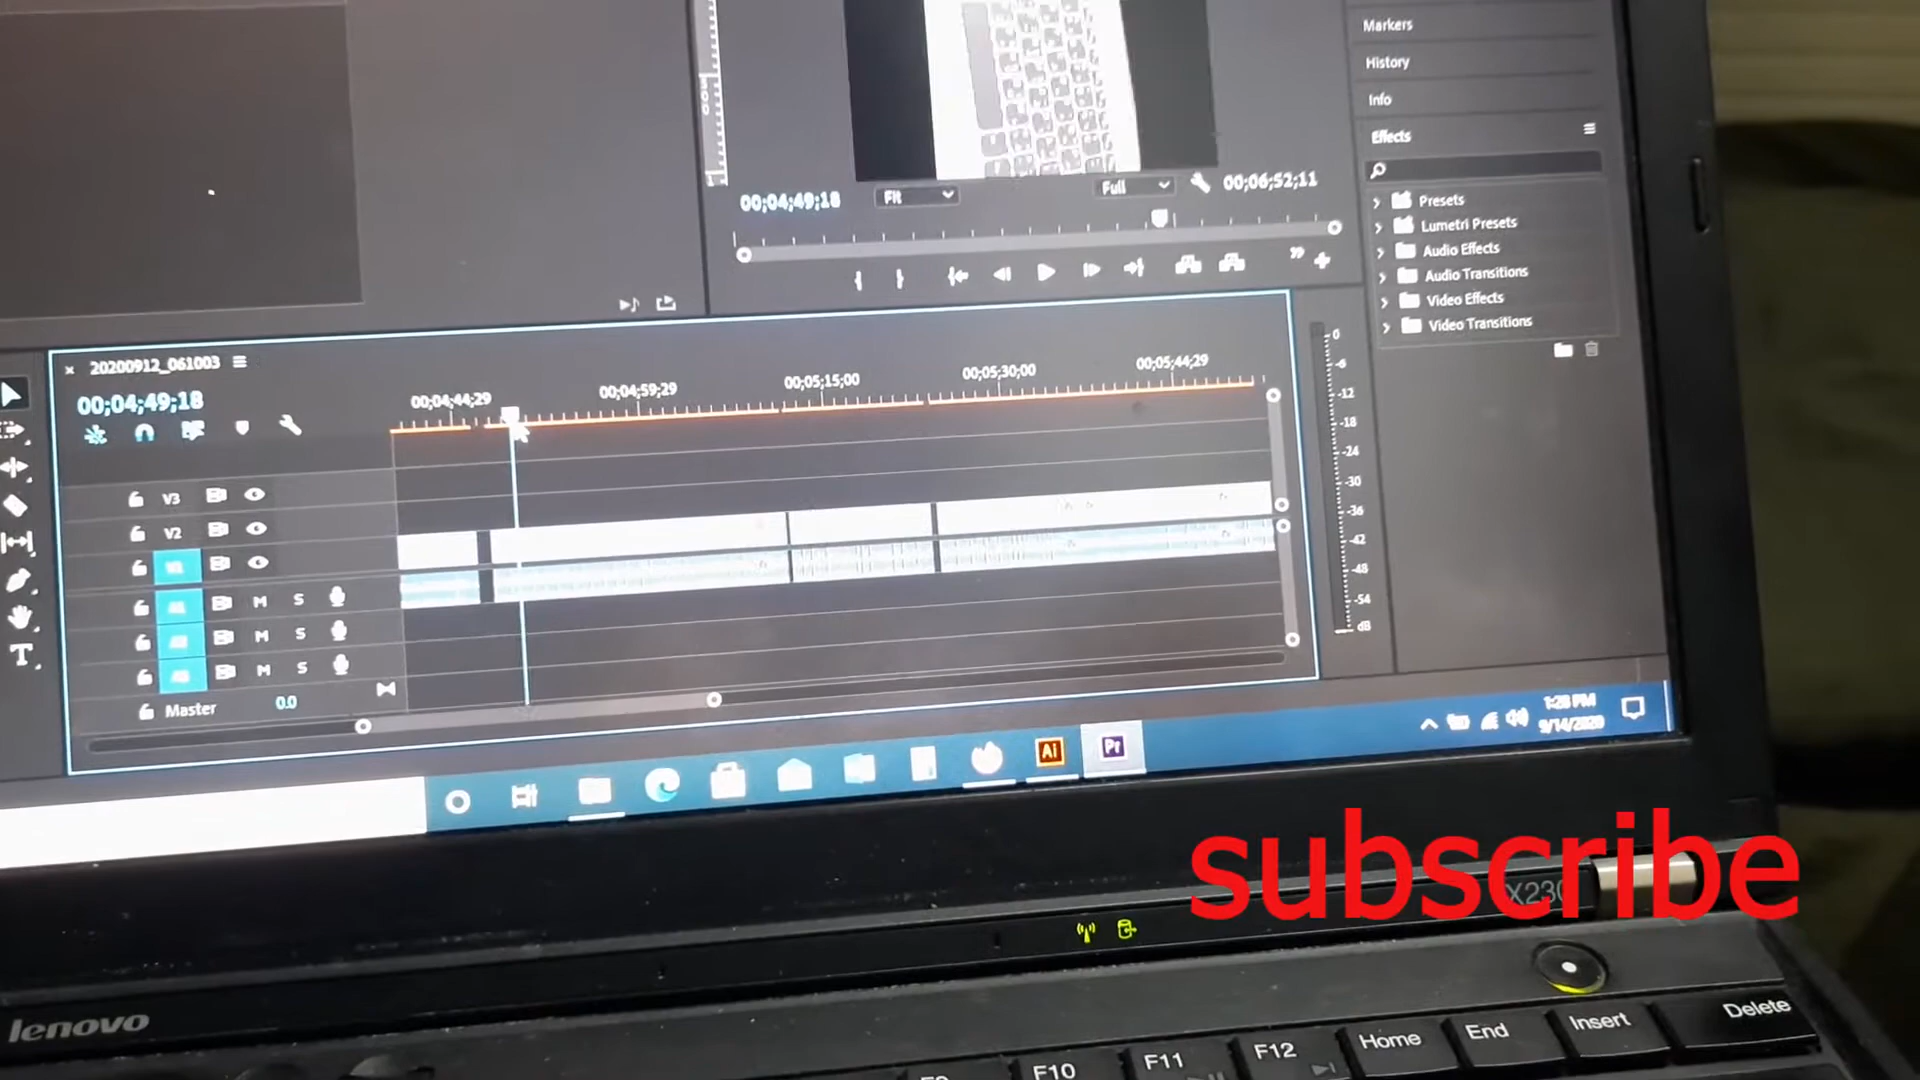 Markers
History
Info
Effects
Presets
Lumetri Presets
Audio Effects
Audio Transitions
Video Effects
Video Transitions
00;04;49;18
Fit
Full
00;06;52;11
20200912_061003
00;04;49;18
00;04;44;29
00;04;59;29
00;05;15;00
00;05;30;00
00;05;44;29
V3
V2
M S
M S
M S
Master
0.0
0
-6
-12
-18
-24
-30
-36
-42
-48
-54
dB
T
Ai
Pr
1:28 PM
9/14/2020
subscribe
X230
lenovo
F10
F11
F12
Home
End
Insert
Delete